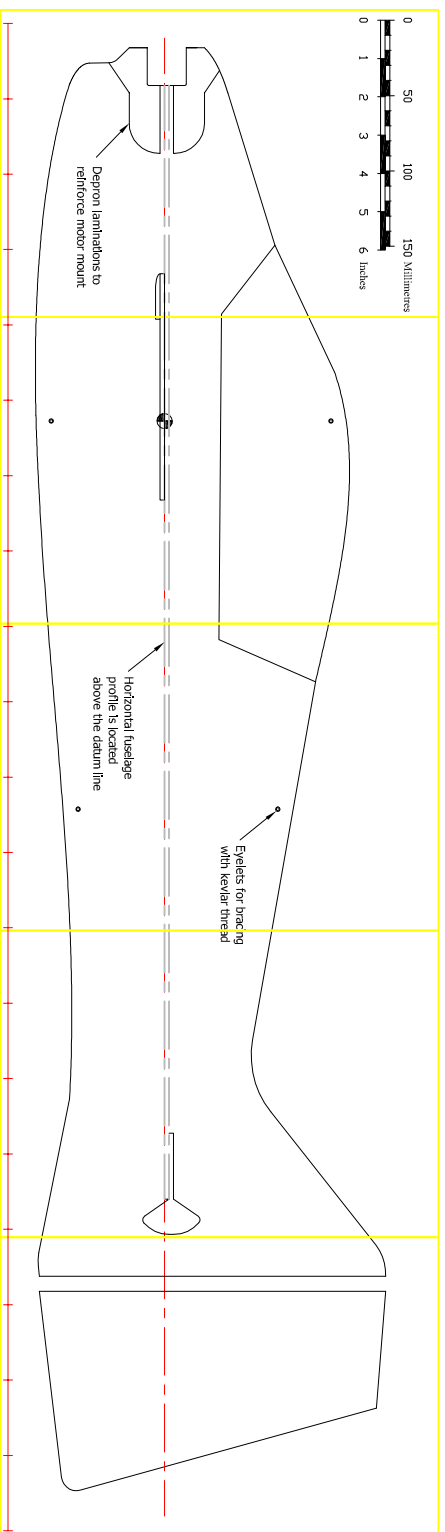 0 50 100 150 Millimetres
0 1 2 3 4 5 6 Inches
Depron laminations to
reinforce motor mount
Horizontal fuselage
profile is located
above the datum line
Eyelets for bracing
with kevlar thread